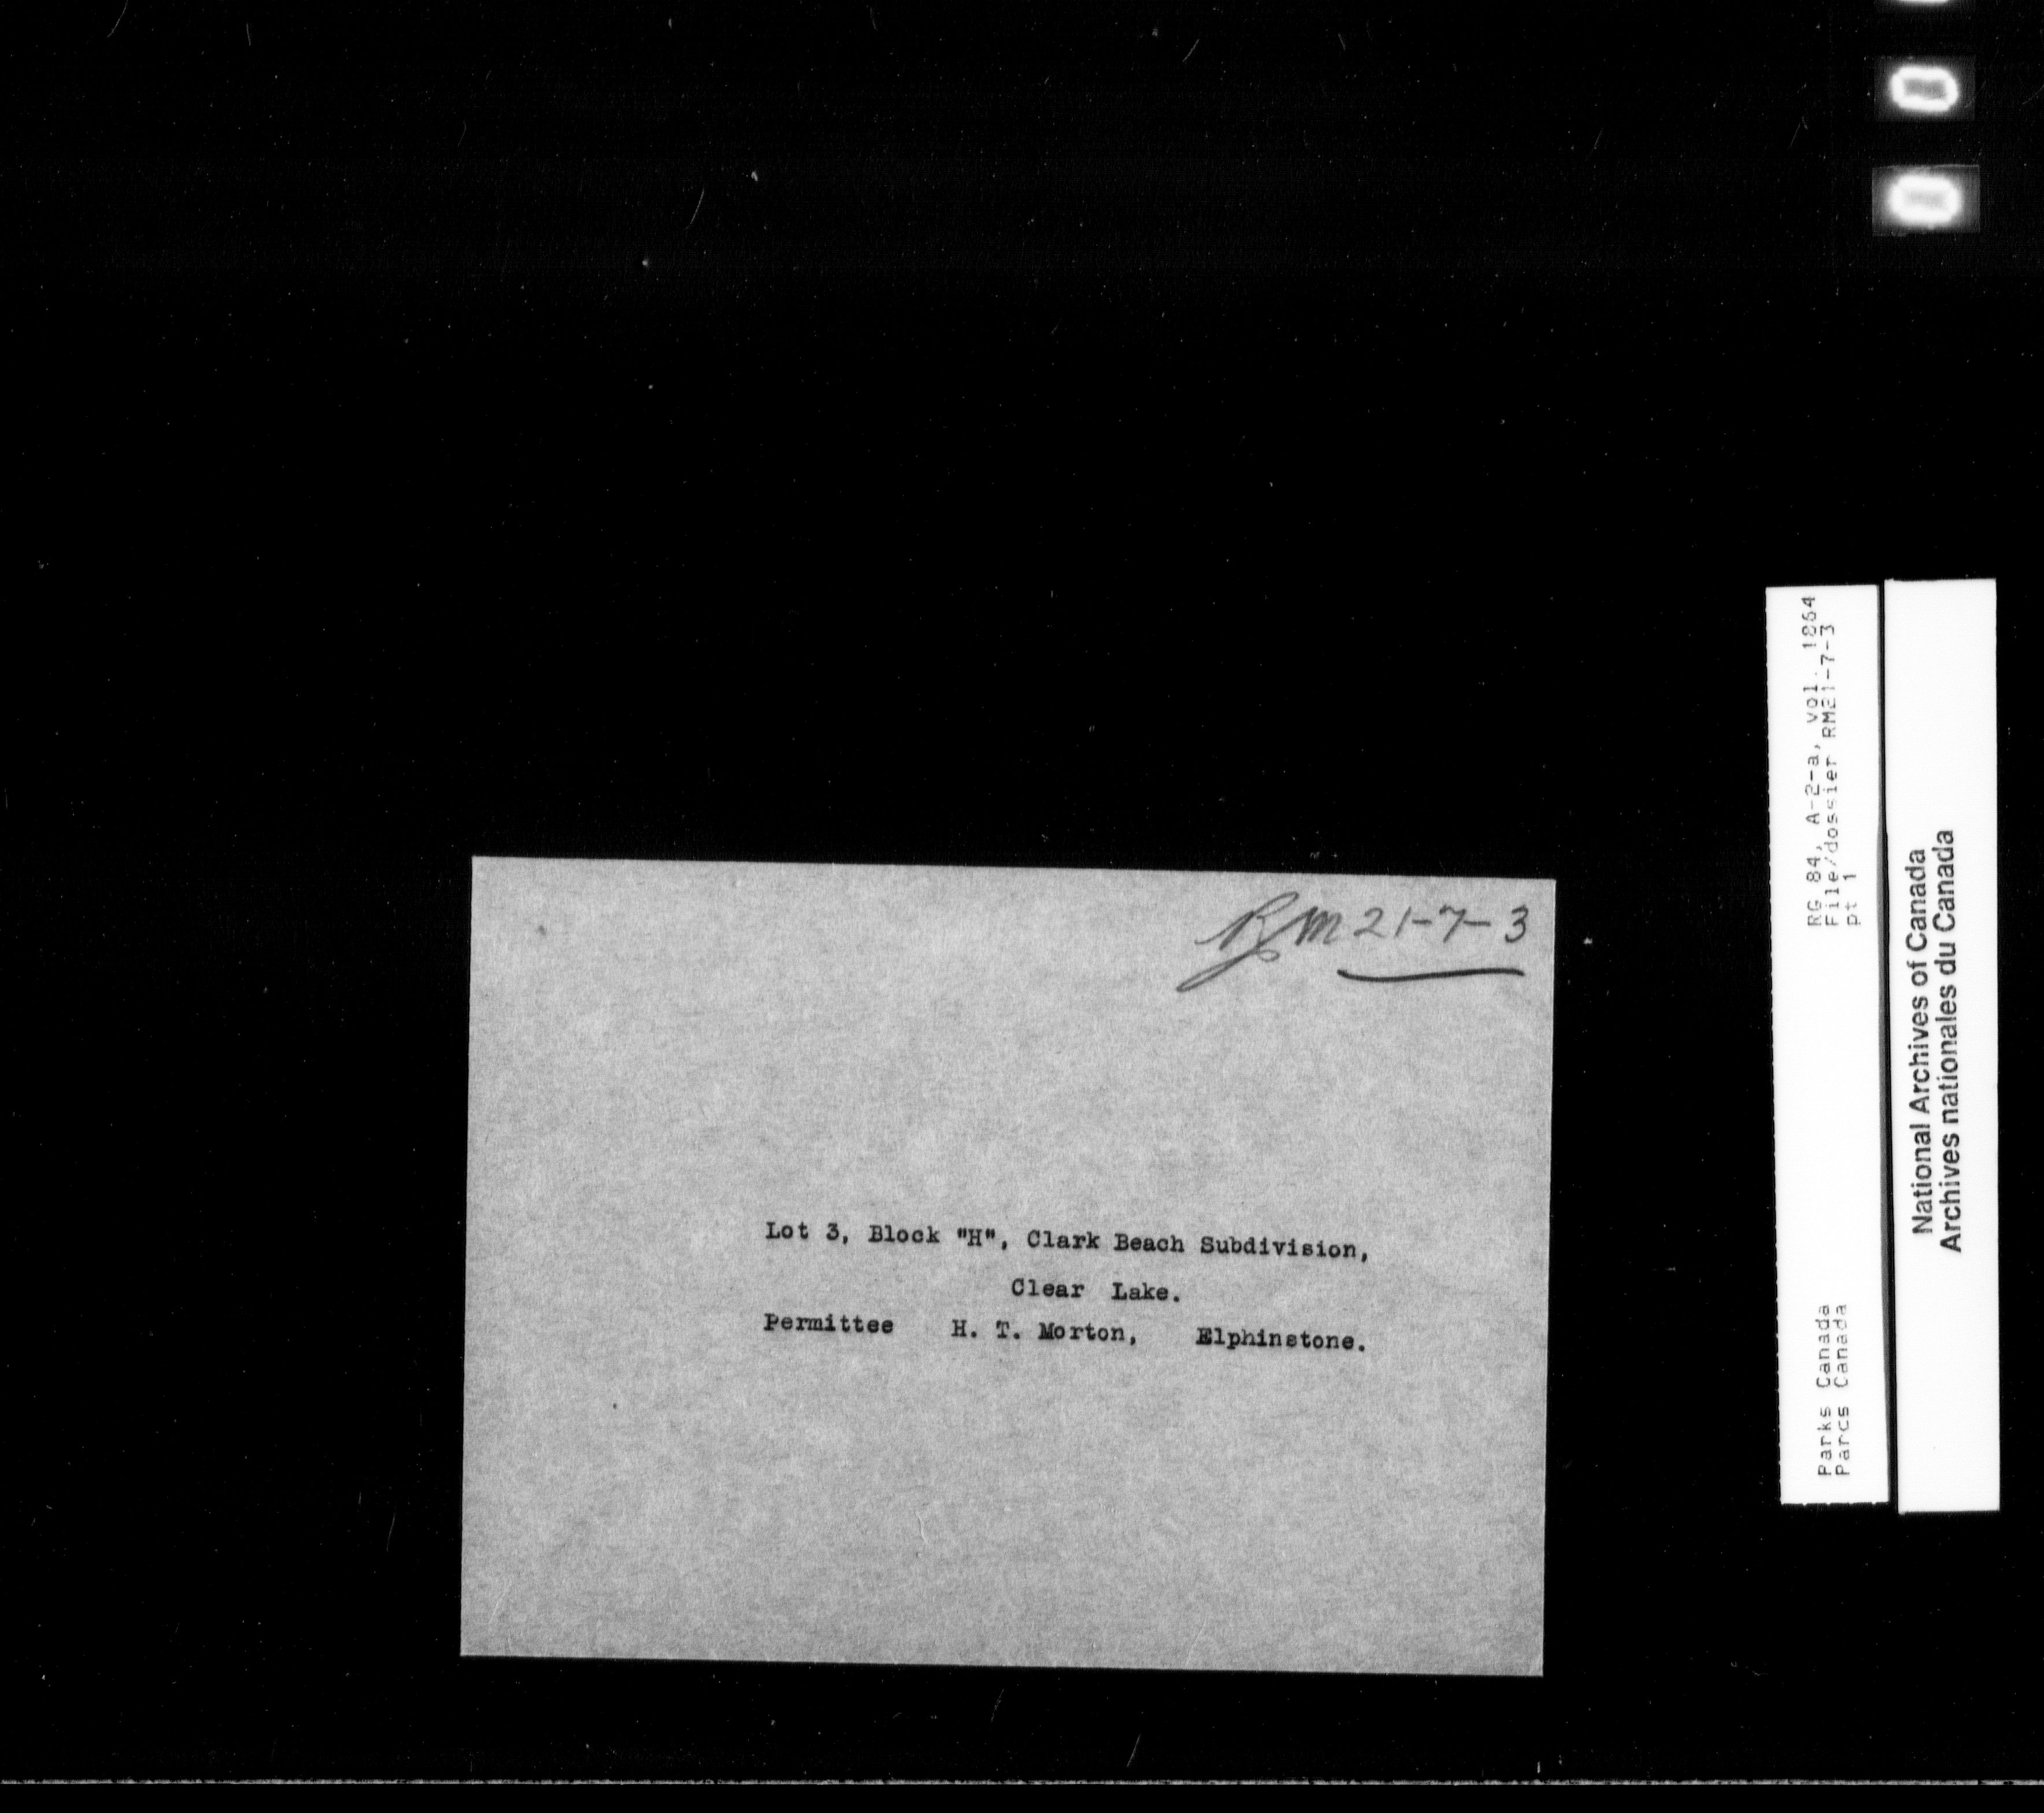 Rm 21-7-3
Lot 3, Block "H", Clark Beach Subdivision,
Clear Lake.
Permittee H. T. Morton, Elphinstone.
RG 84, A-2-a, vol. 1864
File/dossier RM21-7-3
pt 1
Parks Canada
Parcs Canada
National Archives of Canada
Archives nationales du Canada